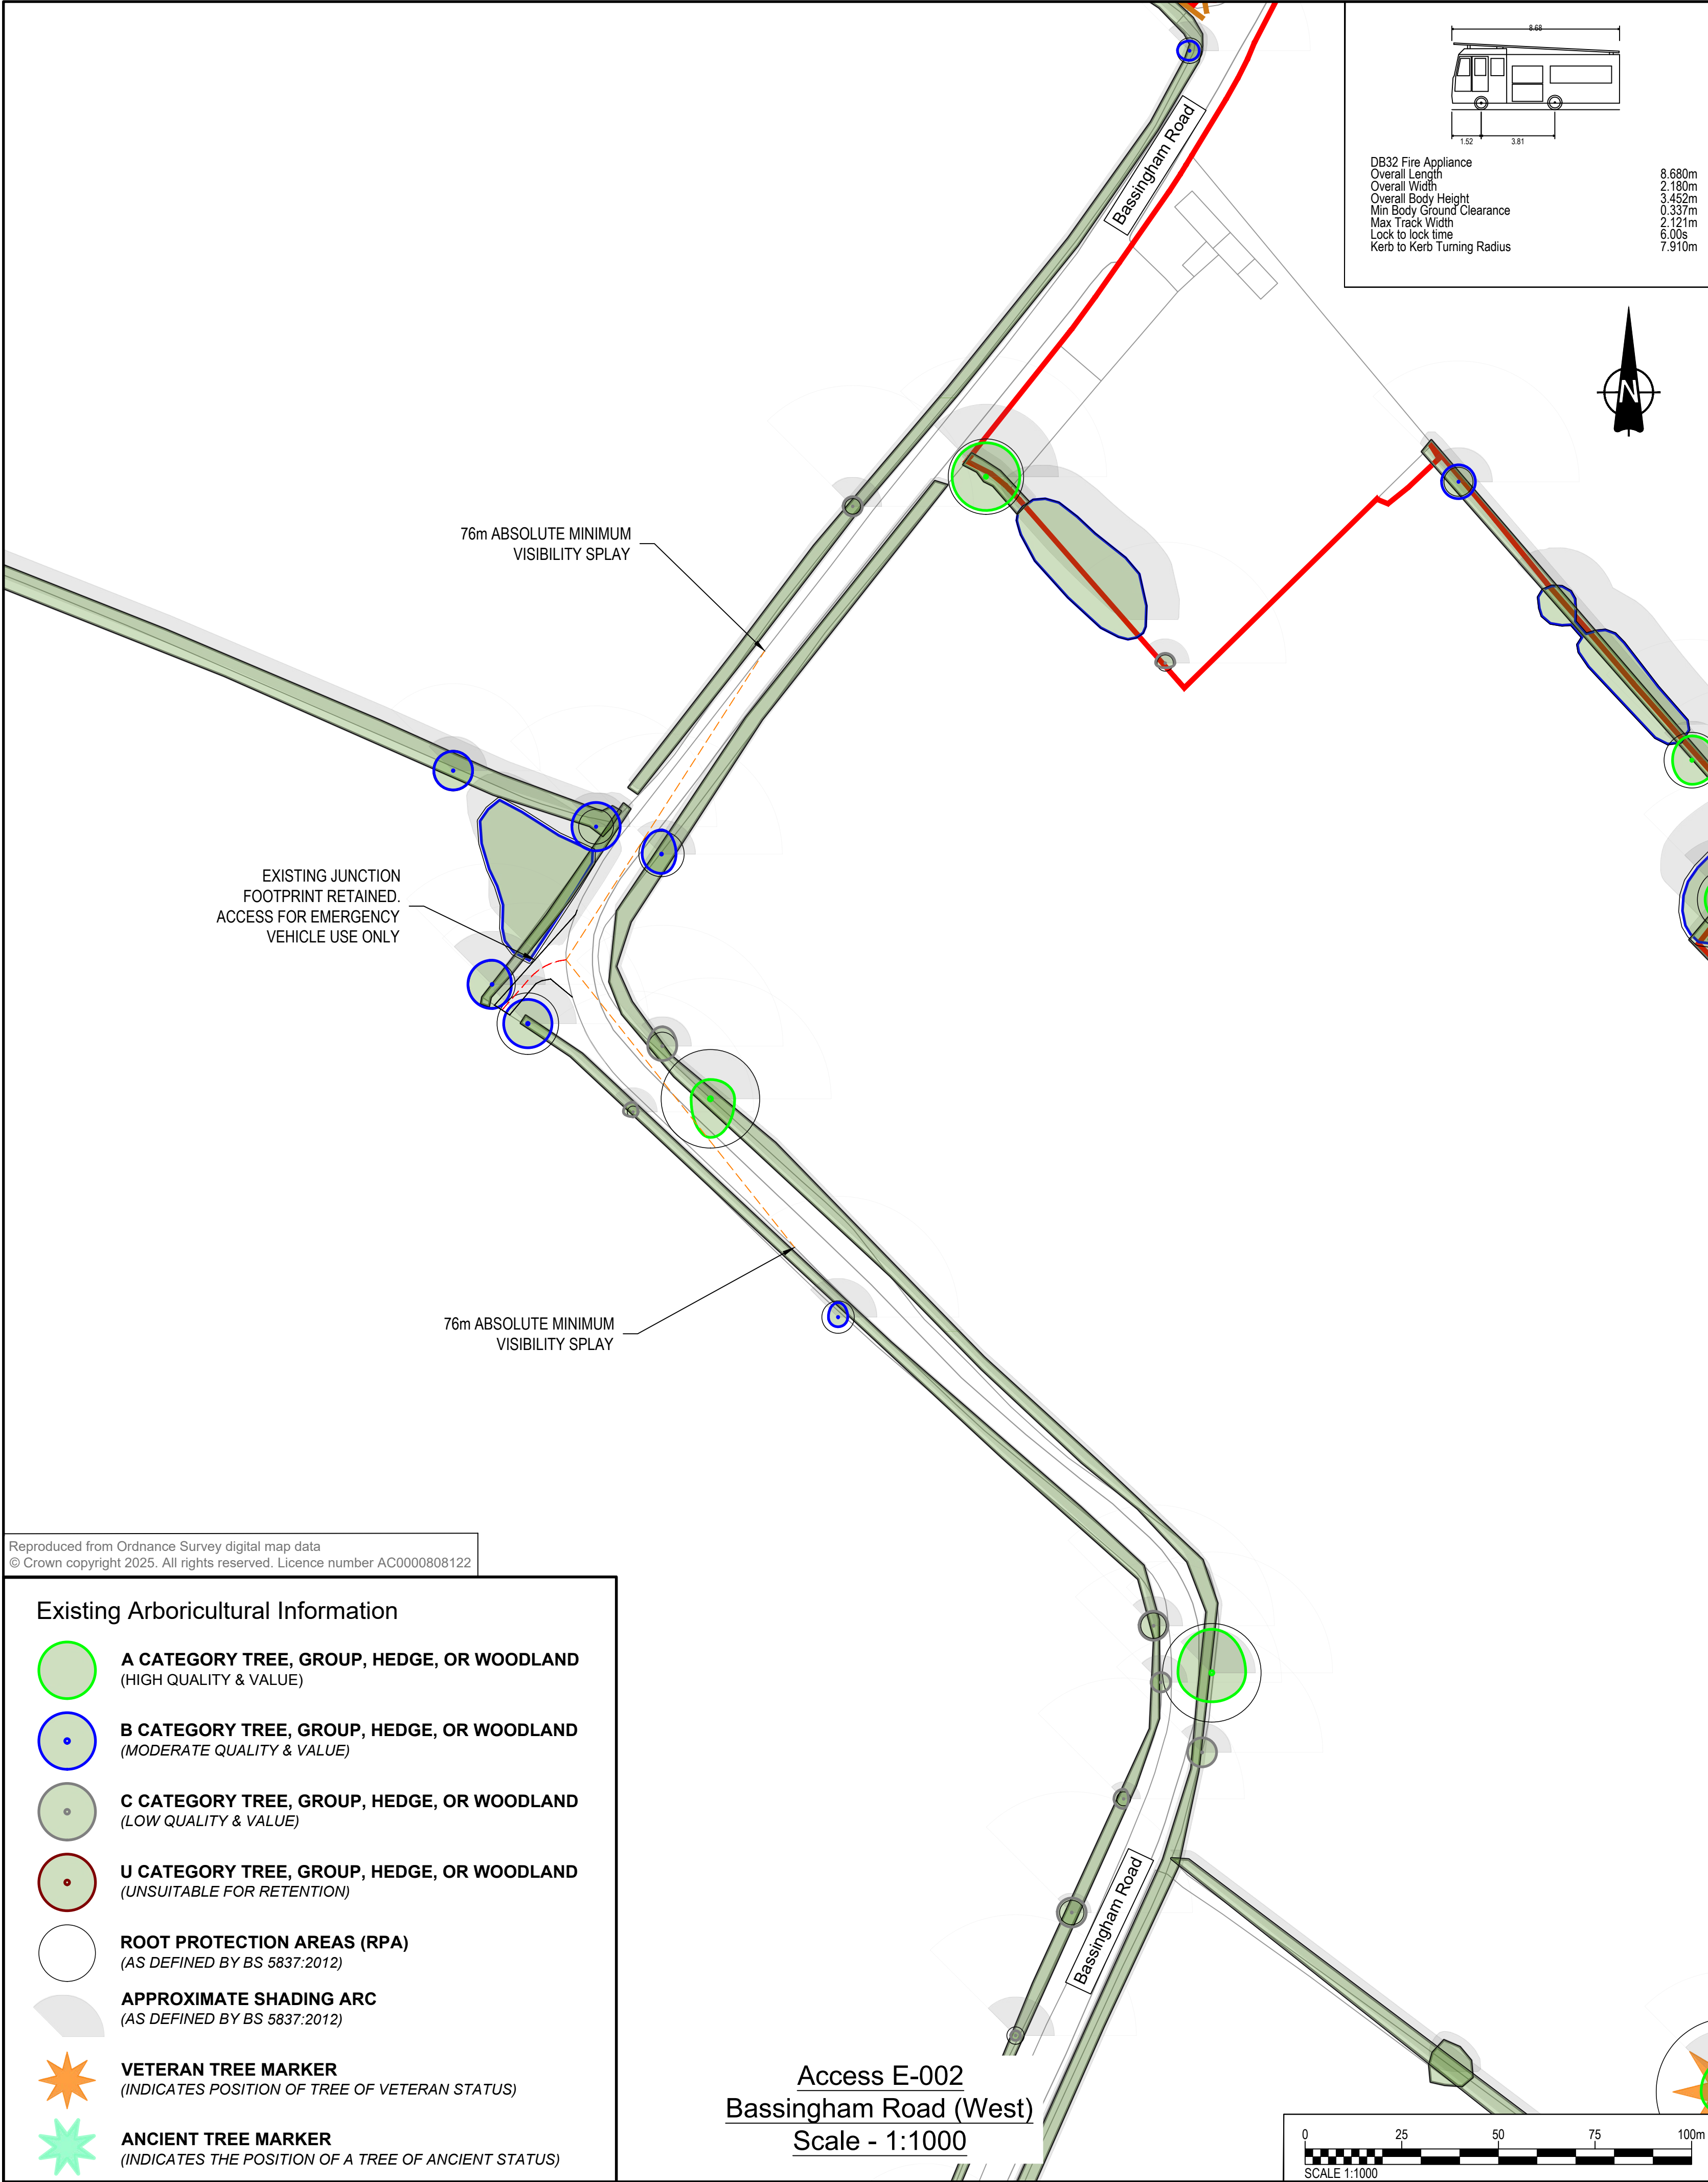 8.68
1.52 3.81
DB32 Fire Appliance
Overall Length 8.680m
Overall Width 2.180m
Overall Body Height 3.452m
Min Body Ground Clearance 0.337m
Max Track Width 2.121m
Lock to lock time 6.00s
Kerb to Kerb Turning Radius 7.910m
N
Bassingham Road
76m ABSOLUTE MINIMUM
VISIBILITY SPLAY
EXISTING JUNCTION
FOOTPRINT RETAINED.
ACCESS FOR EMERGENCY
VEHICLE USE ONLY
76m ABSOLUTE MINIMUM
VISIBILITY SPLAY
Reproduced from Ordnance Survey digital map data
© Crown copyright 2025. All rights reserved. Licence number AC0000808122
Existing Arboricultural Information
A CATEGORY TREE, GROUP, HEDGE, OR WOODLAND
(HIGH QUALITY & VALUE)
B CATEGORY TREE, GROUP, HEDGE, OR WOODLAND
(MODERATE QUALITY & VALUE)
C CATEGORY TREE, GROUP, HEDGE, OR WOODLAND
(LOW QUALITY & VALUE)
U CATEGORY TREE, GROUP, HEDGE, OR WOODLAND
(UNSUITABLE FOR RETENTION)
ROOT PROTECTION AREAS (RPA)
(AS DEFINED BY BS 5837:2012)
APPROXIMATE SHADING ARC
(AS DEFINED BY BS 5837:2012)
VETERAN TREE MARKER
(INDICATES POSITION OF TREE OF VETERAN STATUS)
ANCIENT TREE MARKER
(INDICATES THE POSITION OF A TREE OF ANCIENT STATUS)
Bassingham Road
Access E-002
Bassingham Road (West)
Scale - 1:1000
0 25 50 75 100m
SCALE 1:1000